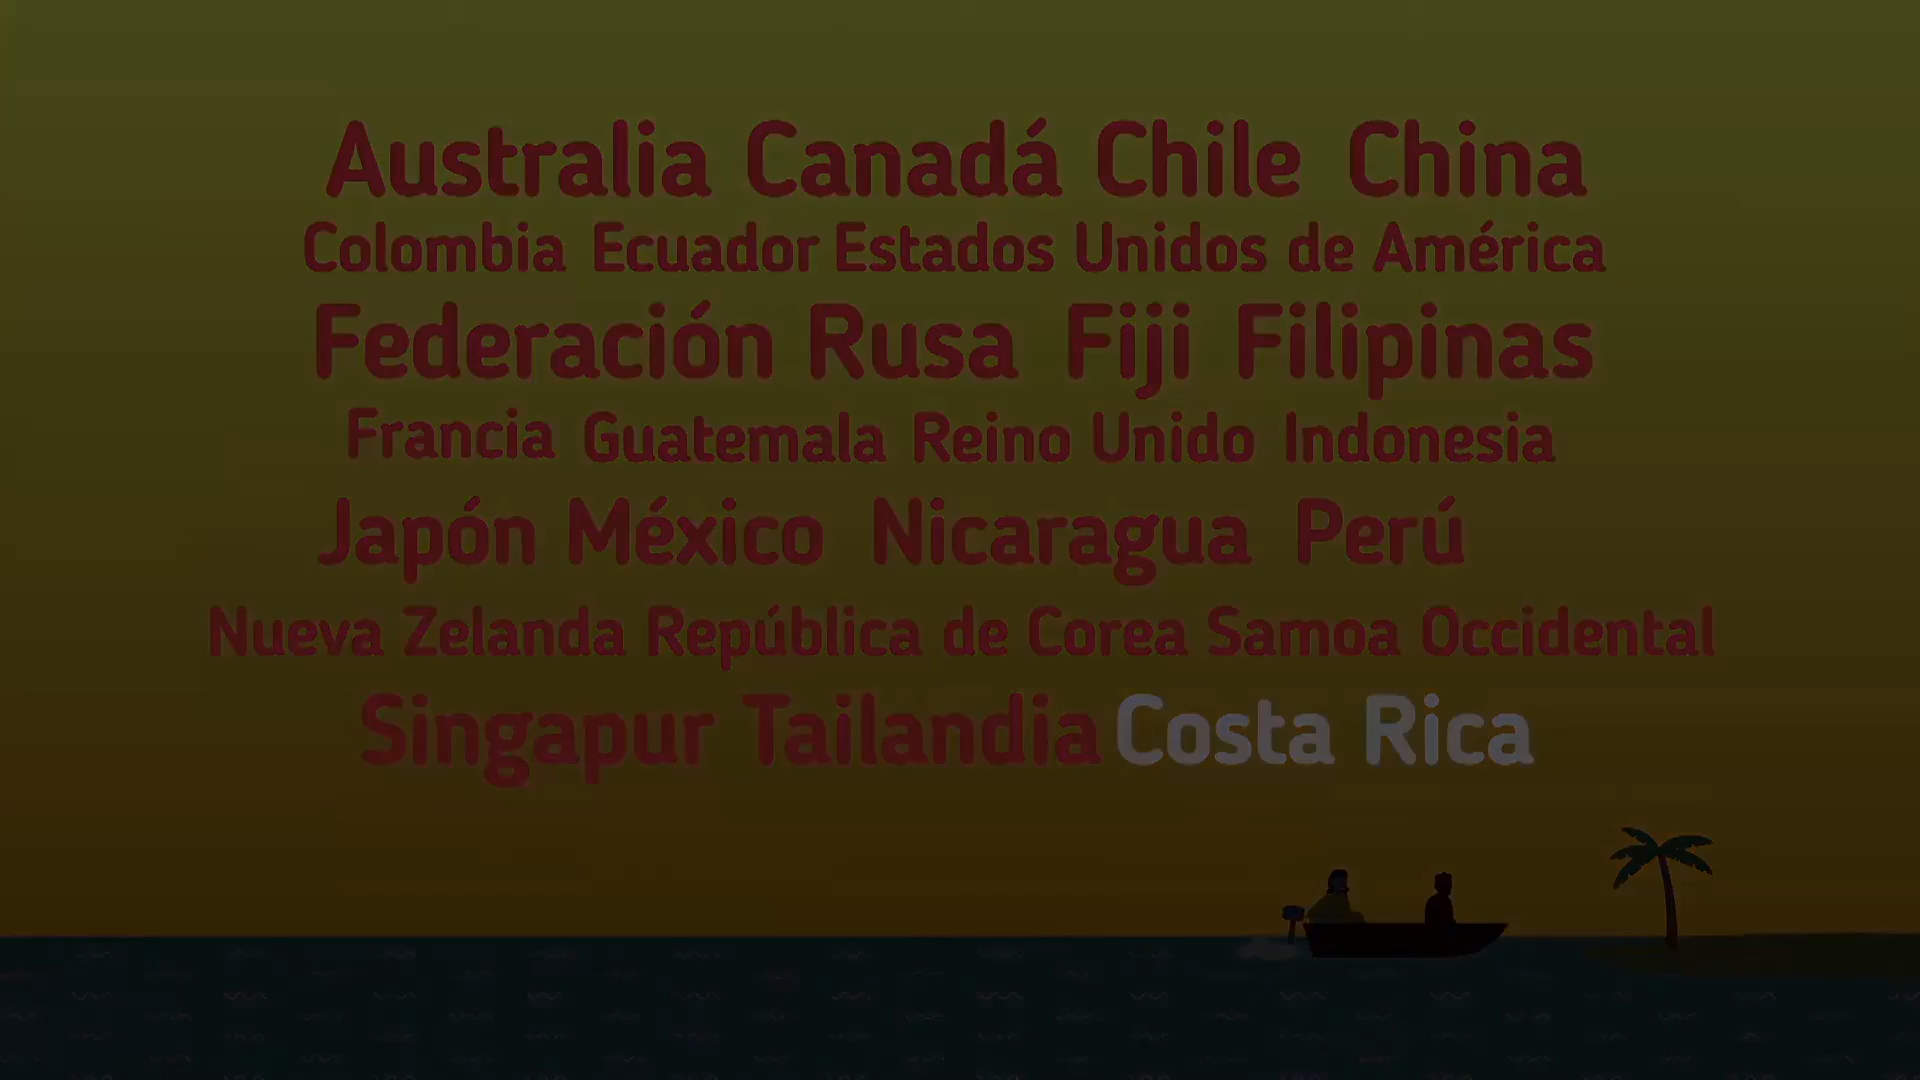 Australia Canadá Chile China
Colombia Ecuador Estados Unidos de América
Federación Rusa Fiji Filipinas
Francia Guatemala Reino Unido Indonesia
Japón México Nicaragua Perú
Nueva Zelanda República de Corea Samoa Occidental
Singapur Tailandia Costa Rica